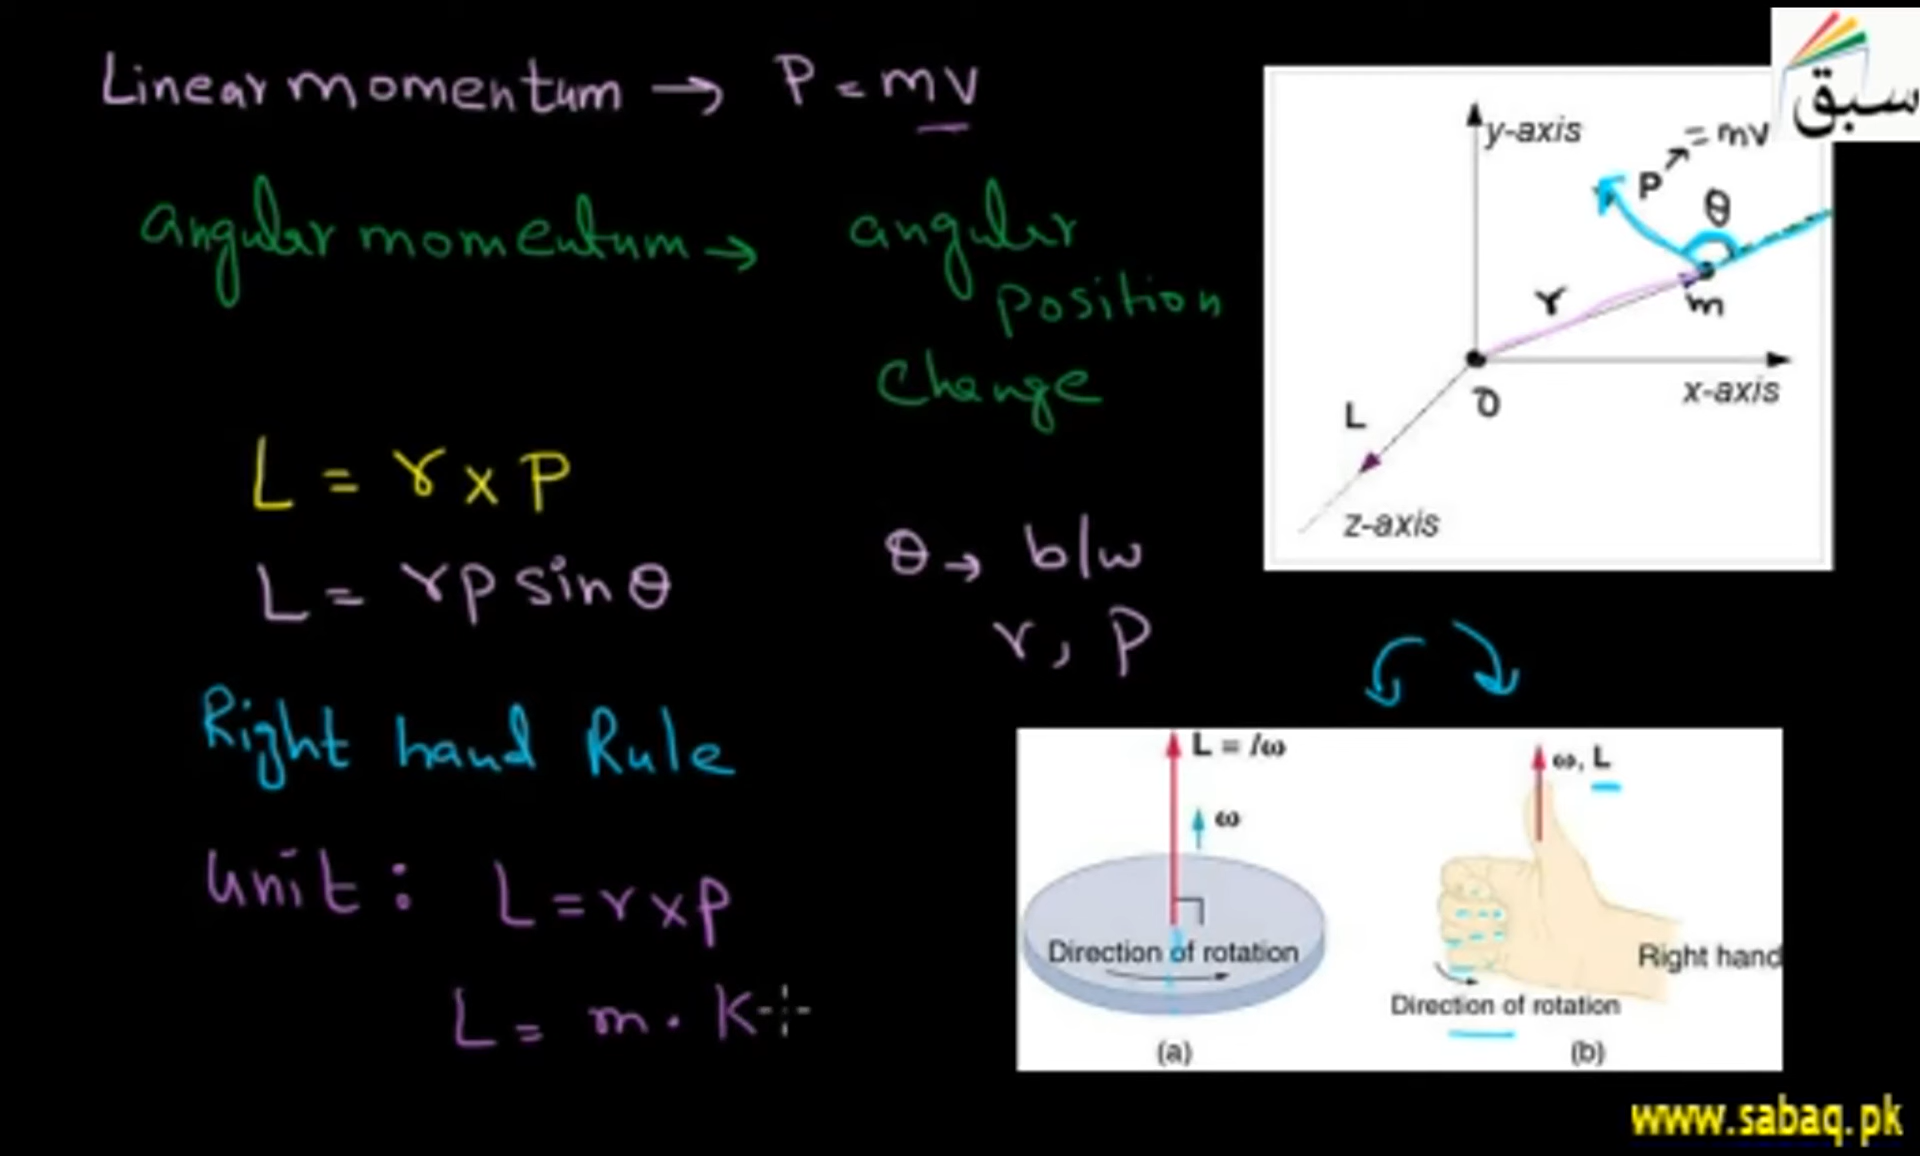 Linear momentum → P = mv
angular momentum → angular position change
L = r x P
L = rp sin θ
θ → b/w r, P
Right hand Rule
Unit: L = r x p
L = m . K
سبق
y-axis
P = mv
θ
r
m
x-axis
O
L
z-axis
L = Iω
ω
Direction of rotation
(a)
ω, L
Right hand
Direction of rotation
(b)
www.sabaq.pk